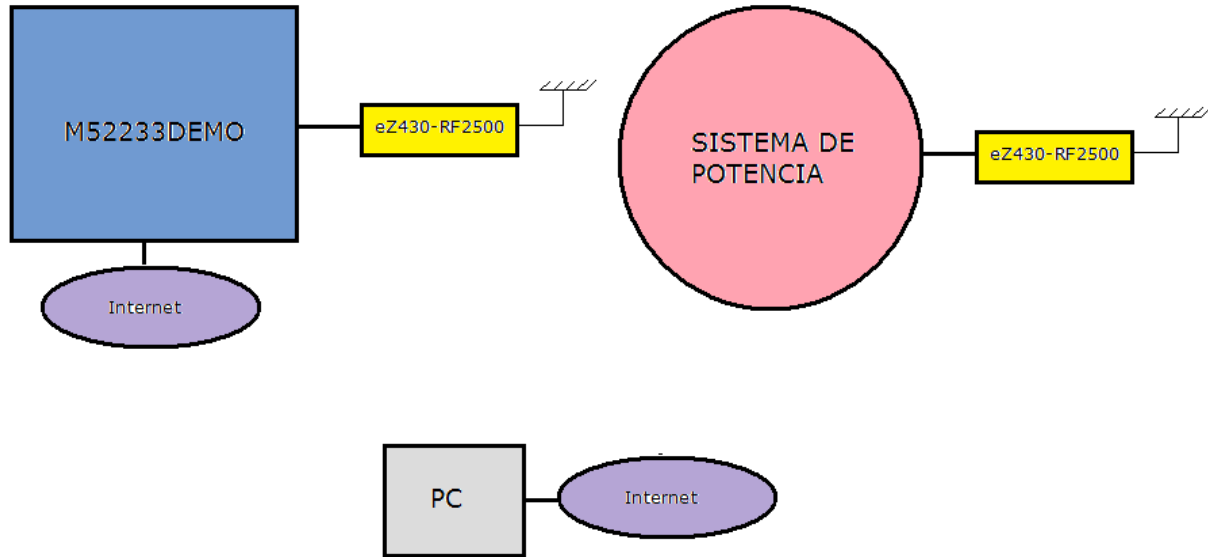 M52233DEMO
eZ430-RF2500
Internet
SISTEMA DE
POTENCIA
eZ430-RF2500
PC
Internet